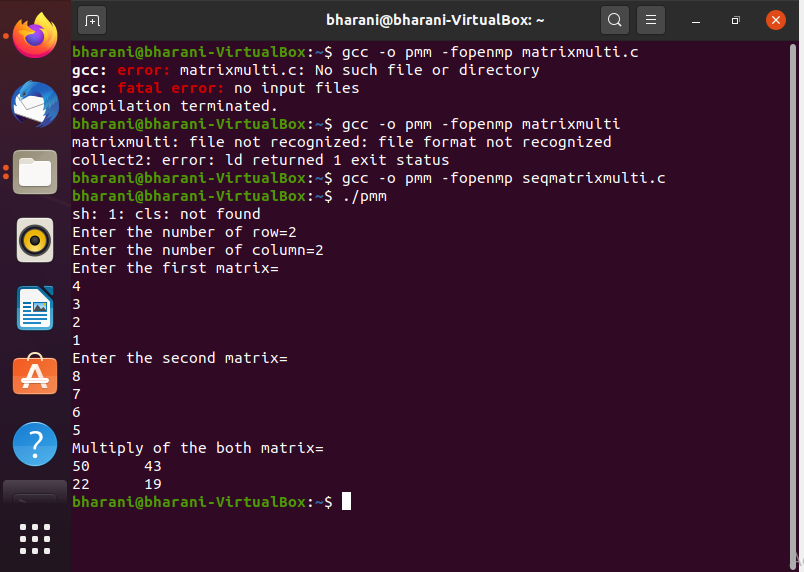 bharani@bharani-VirtualBox: ~
bharani@bharani-VirtualBox:~$ gcc -o pmm -fopenmp matrixmulti.c
gcc: error: matrixmulti.c: No such file or directory
gcc: fatal error: no input files
compilation terminated.
bharani@bharani-VirtualBox:~$ gcc -o pmm -fopenmp matrixmulti
matrixmulti: file not recognized: file format not recognized
collect2: error: ld returned 1 exit status
bharani@bharani-VirtualBox:~$ gcc -o pmm -fopenmp seqmatrixmulti.c
bharani@bharani-VirtualBox:~$ ./pmm
sh: 1: cls: not found
Enter the number of row=2
Enter the number of column=2
Enter the first matrix=
4
3
2
1
Enter the second matrix=
8
7
6
5
Multiply of the both matrix=
50 43
22 19
bharani@bharani-VirtualBox:~$